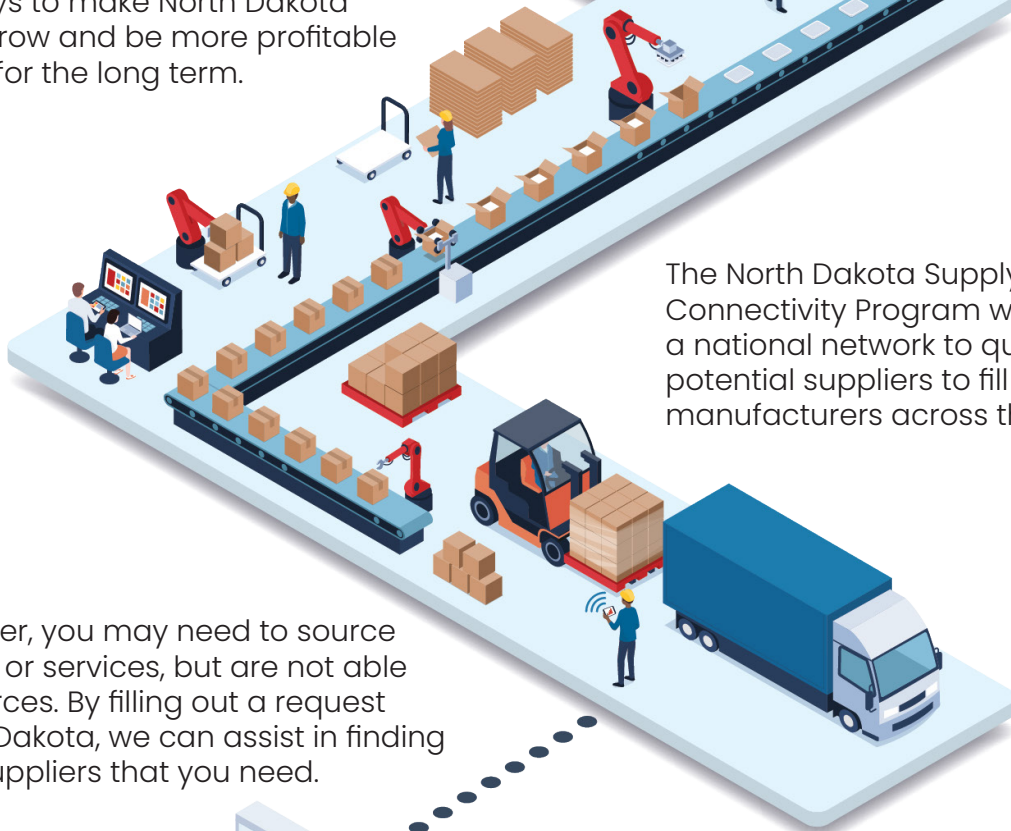 ys to make North Dakota
row and be more profitable
for the long term.
The North Dakota Supply
Connectivity Program w
a national network to qu
potential suppliers to fill
manufacturers across th
er, you may need to source
or services, but are not able
rces. By filling out a request
Dakota, we can assist in finding
uppliers that you need.